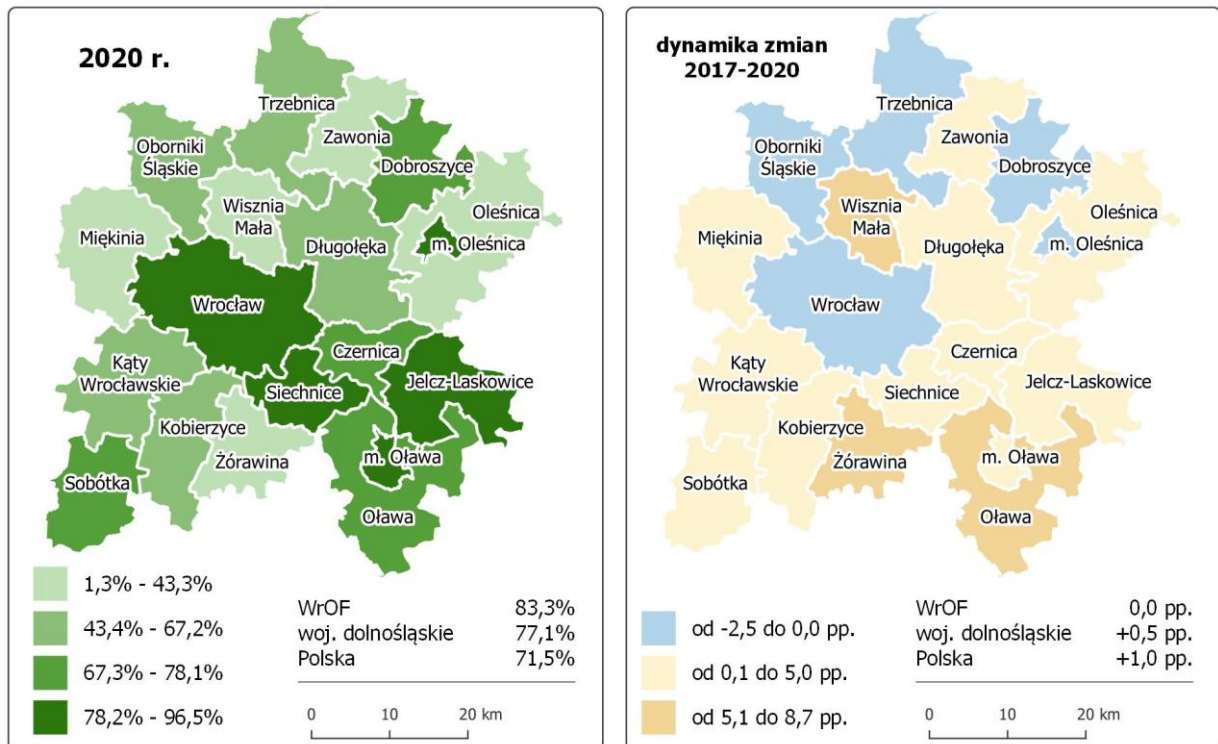 2020 r.
Trzebnica
Zawonia
Oborniki
Śląskie
Dobroszyce
Wisznia
Mała
Oleśnica
Miękinia
Długołęka
m. Oleśnica
Wrocław
Czernica
Kąty
Wrocławskie
Siechnice
Jelcz-Laskowice
Kobierzyce
m. Oława
Żórawina
Sobótka
Oława
1,3% - 43,3%
43,4% - 67,2%
67,3% - 78,1%
78,2% - 96,5%
WrOF 83,3%
woj. dolnośląskie 77,1%
Polska 71,5%
0 10 20 km
dynamika zmian
2017-2020
Trzebnica
Zawonia
Oborniki
Śląskie
Dobroszyce
Wisznia
Mała
Oleśnica
Miękinia
Długołęka
m. Oleśnica
Wrocław
Czernica
Kąty
Wrocławskie
Siechnice
Jelcz-Laskowice
Kobierzyce
m. Oława
Żórawina
Sobótka
Oława
od -2,5 do 0,0 pp.
od 0,1 do 5,0 pp.
od 5,1 do 8,7 pp.
WrOF 0,0 pp.
woj. dolnośląskie +0,5 pp.
Polska +1,0 pp.
0 10 20 km